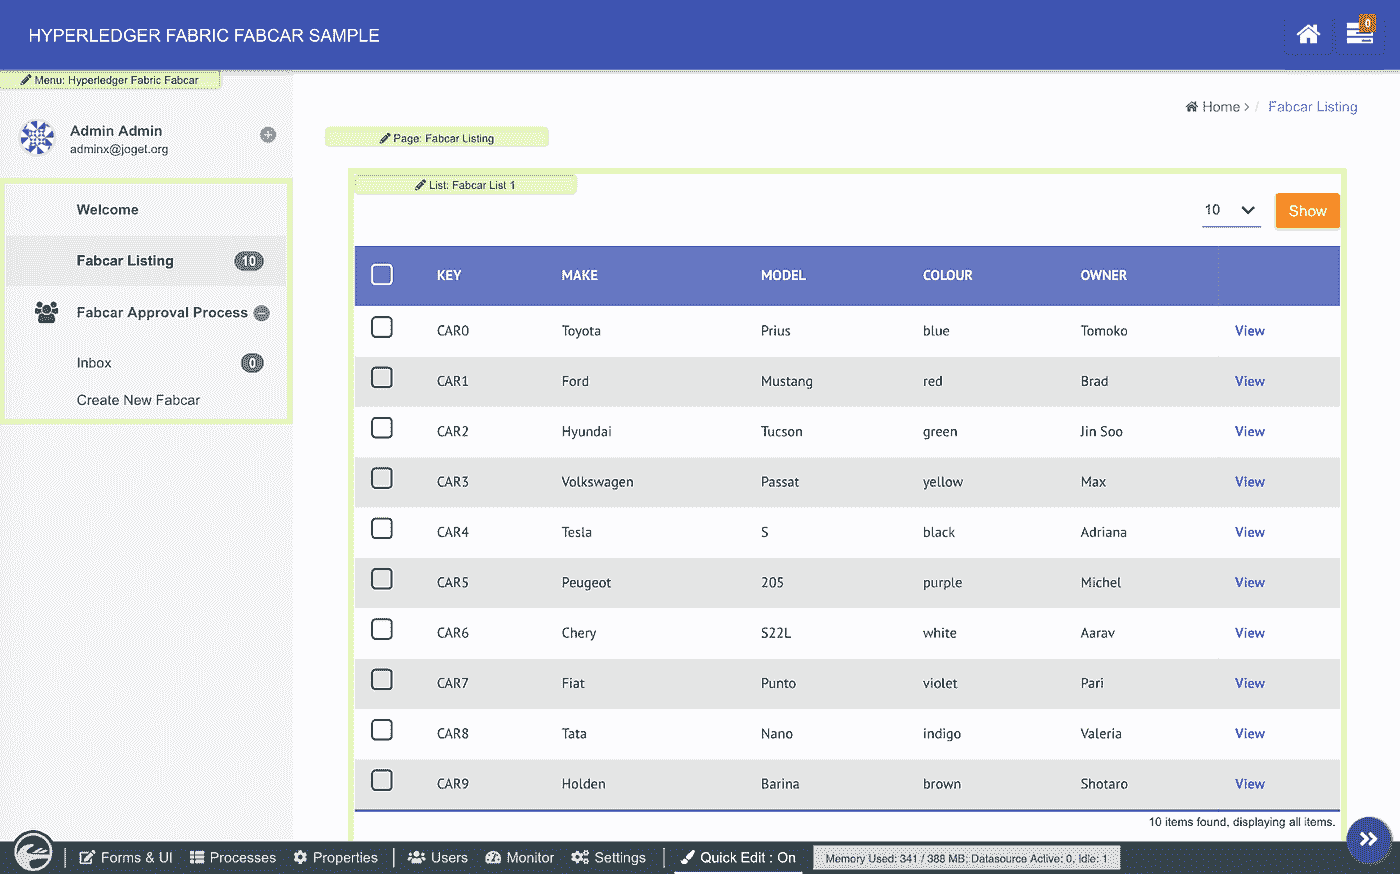 HYPERLEDGER FABRIC FABCAR SAMPLE
0
Menu: Hyperledger Fabric Fabcar
Home > / Fabcar Listing
Admin Admin
adminx@joget.org
Page: Fabcar Listing
Welcome
Fabcar Listing 10
Fabcar Approval Process
Inbox 0
Create New Fabcar
List: Fabcar List 1
10 Show
KEY MAKE MODEL COLOUR OWNER
CAR0 Toyota Prius blue Tomoko View
CAR1 Ford Mustang red Brad View
CAR2 Hyundai Tucson green Jin Soo View
CAR3 Volkswagen Passat yellow Max View
CAR4 Tesla S black Adriana View
CAR5 Peugeot 205 purple Michel View
CAR6 Chery S22L white Aarav View
CAR7 Fiat Punto violet Pari View
CAR8 Tata Nano indigo Valeria View
CAR9 Holden Barina brown Shotaro View
10 items found, displaying all items.
Forms & UI Processes Properties Users Monitor Settings Quick Edit : On Memory Used: 341 / 388 MB; Datasource Active: 0, Idle: 1